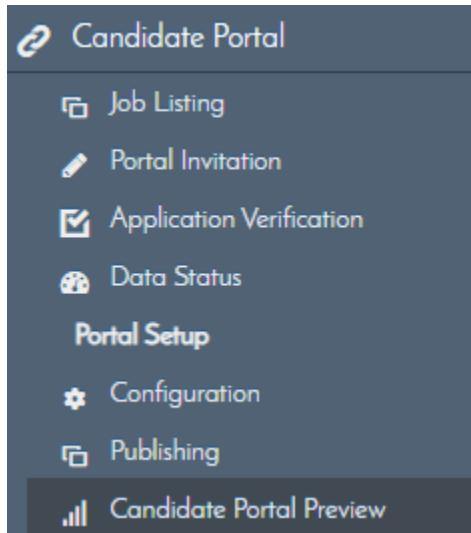 Candidate Portal
Job Listing
Portal Invitation
Application Verification
Data Status
Portal Setup
Configuration
Publishing
Candidate Portal Preview